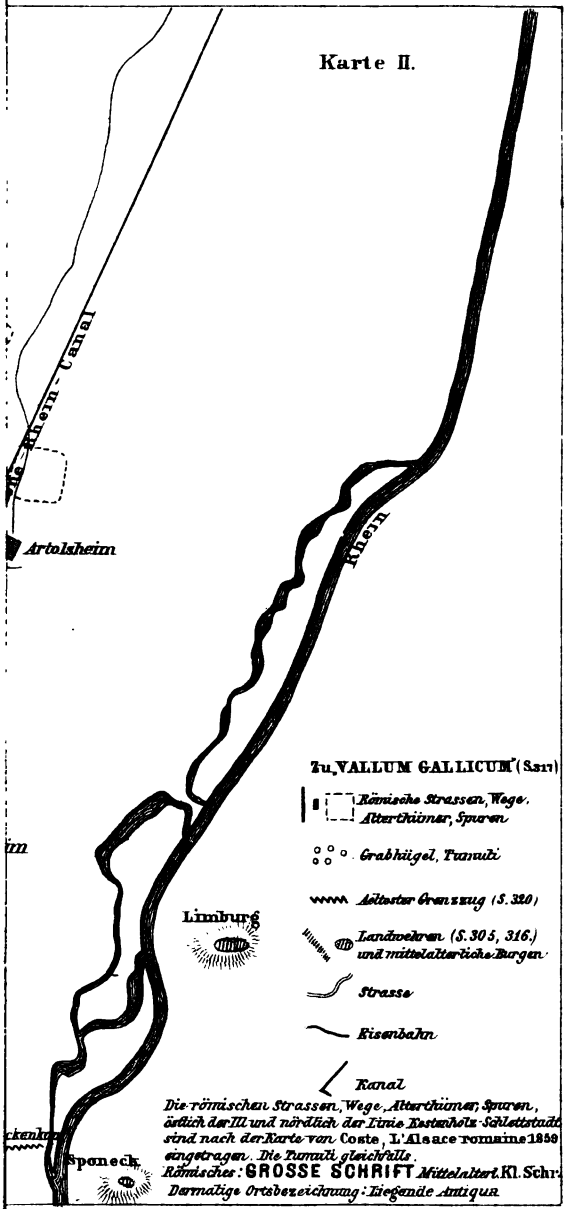 Karte II.
Rhein-Canal
Artolsheim
Rhein
Zu „VALLUM GALLICUM" (S.317)
Römische Strassen, Wege,
Alterthümer, Spuren
Grabhügel, Tumuli
Aeltester Grenzzug (S. 320)
Landwehren (S. 305, 316.)
und mittelalterliche Burgen
Strasse
Eisenbahn
Kanal
Limburg
Sponeck
Die römischen Strassen, Wege, Alterthümer, Spuren,
östlich der Ill und nördlich der Linie Kestenholz-Schlettstadt
sind nach der Karte von Coste, L'Alsace romaine 1859
eingetragen. Die Tumuli gleichfalls.
Römisches: GROSSE SCHRIFT Mittelalterl. Kl. Schr.
Dermalige Ortsbezeichnung: Liegende Antiqua